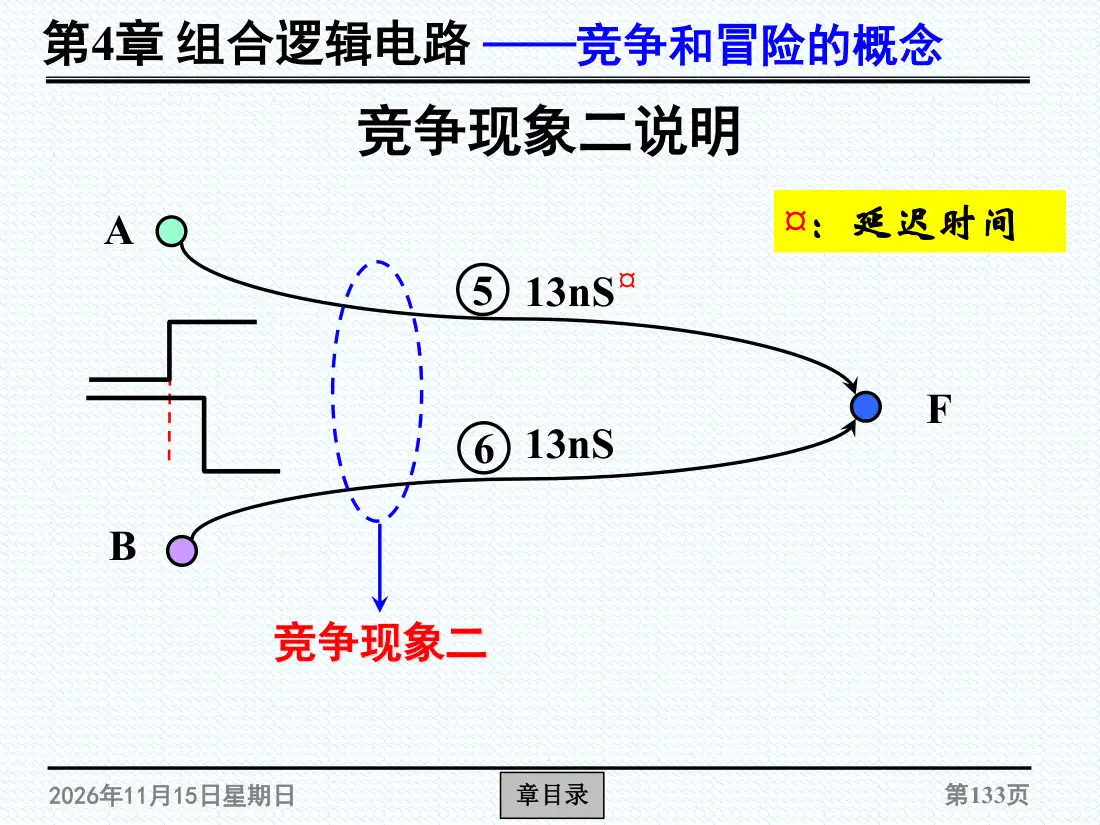 第4章 组合逻辑电路 ——竞争和冒险的概念
竞争现象二说明
¤：延迟时间
A
⑤ 13nS¤
F
⑥ 13nS
B
竞争现象二
2026年11月15日星期日
章目录
第133页